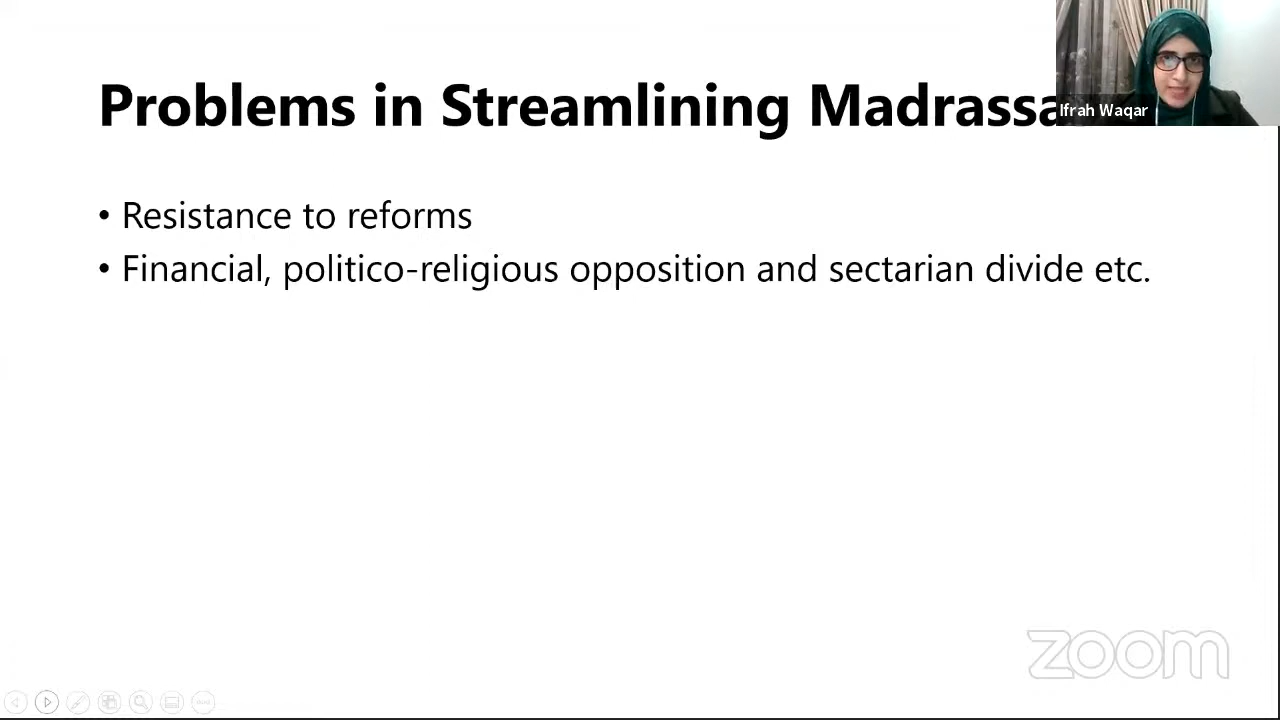 Problems in Streamlining Madrassa
Ifrah Waqar
• Resistance to reforms
• Financial, politico-religious opposition and sectarian divide etc.
zoom